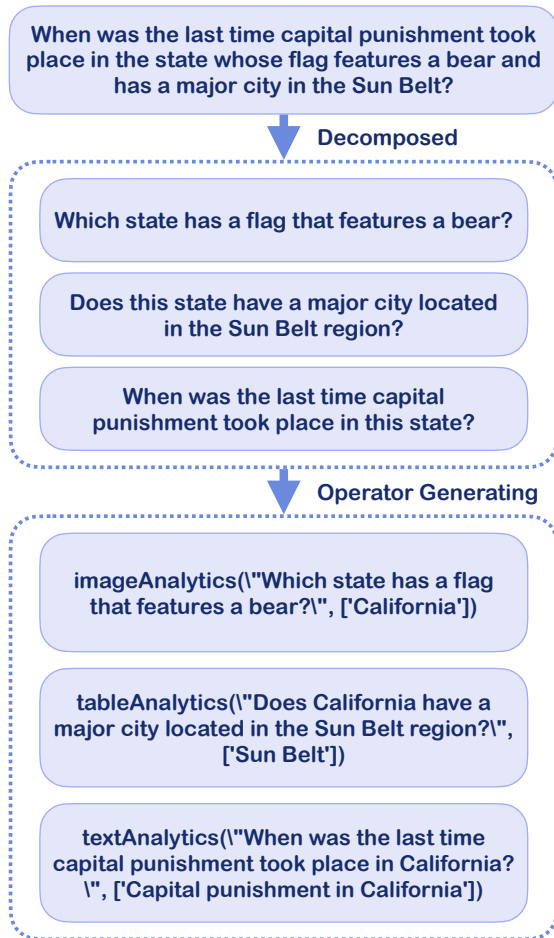 When was the last time capital punishment took
place in the state whose flag features a bear and
has a major city in the Sun Belt?
Decomposed
Which state has a flag that features a bear?
Does this state have a major city located
in the Sun Belt region?
When was the last time capital
punishment took place in this state?
Operator Generating
imageAnalytics(\"Which state has a flag
that features a bear?\", ['California'])
tableAnalytics(\"Does California have a
major city located in the Sun Belt region?\",
['Sun Belt'])
textAnalytics(\"When was the last time
capital punishment took place in California?
\", ['Capital punishment in California'])